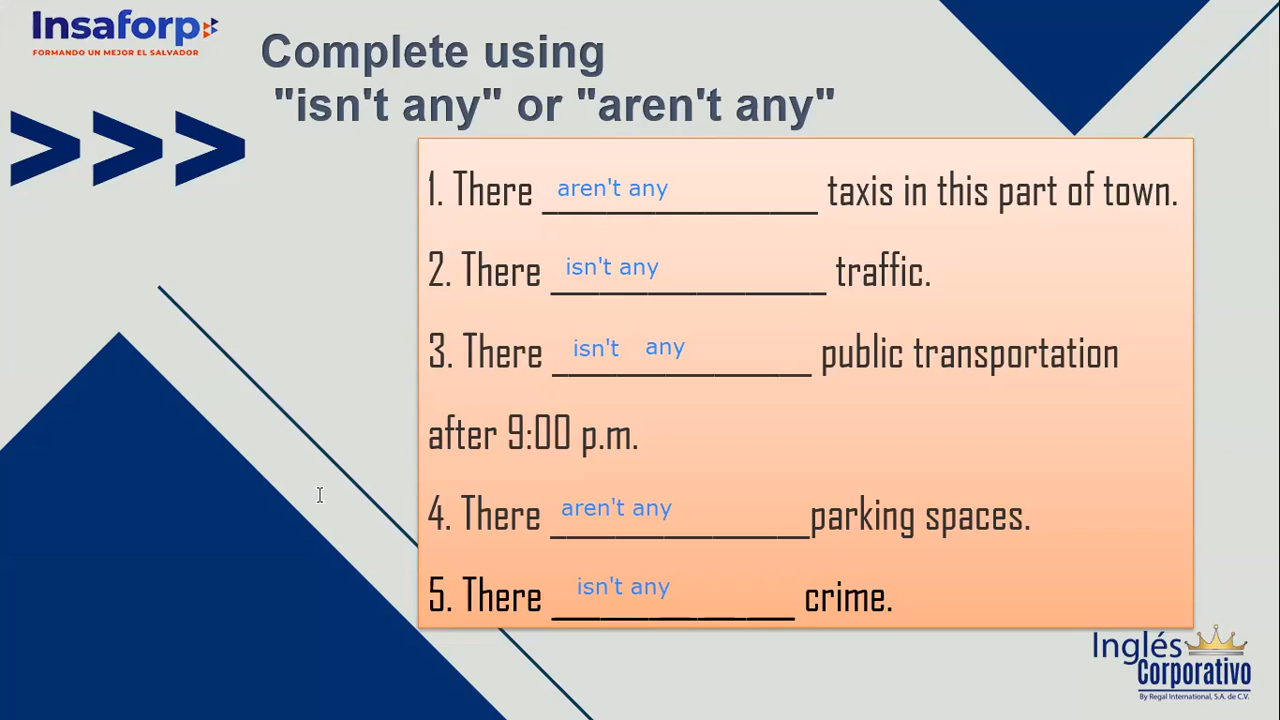 Insaforp
FORMANDO UN MEJOR EL SALVADOR
Complete using
"isn't any" or "aren't any"
>>>
1. There aren't any taxis in this part of town.
2. There isn't any traffic.
3. There isn't any public transportation
after 9:00 p.m.
4. There aren't any parking spaces.
5. There isn't any crime.
Inglés
Corporativo
By Regal International, S.A. de C.V.